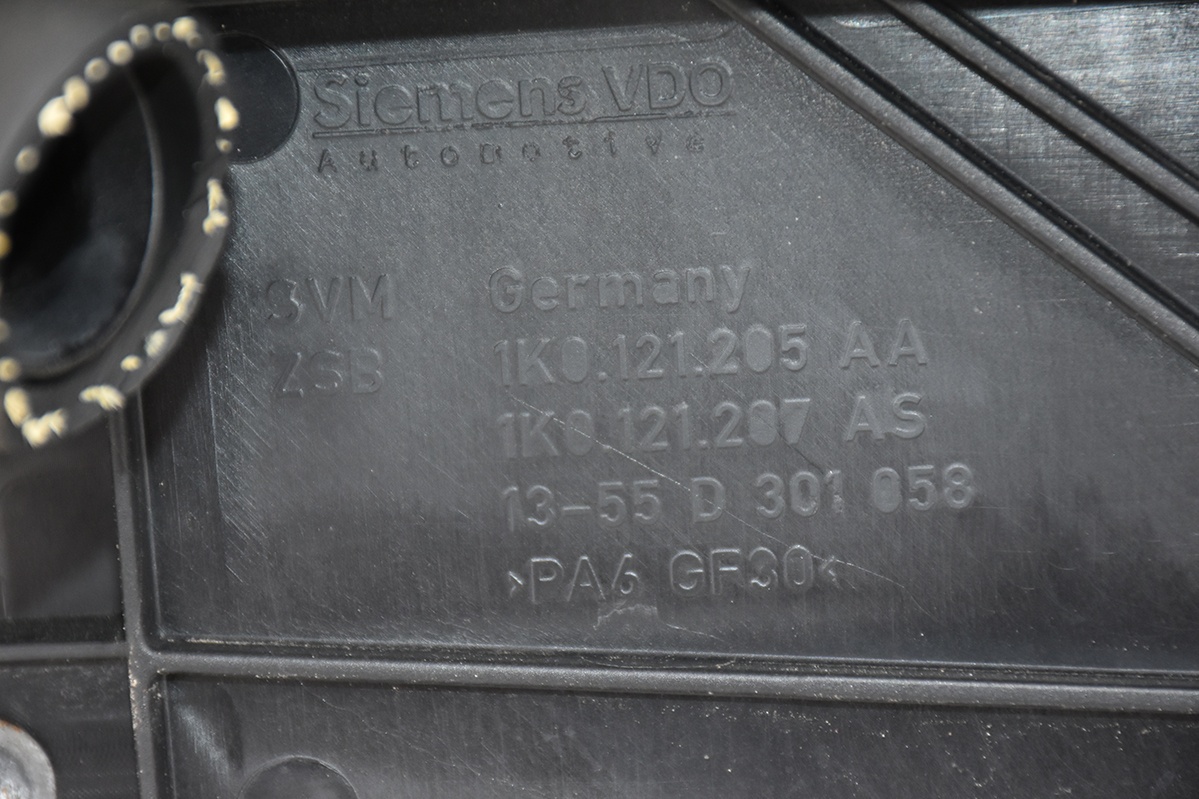 Siemens VDO
Automotive
Germany
SVM 1K0.121.205 AA
ZSB 1K0.121.207 AS
13-55 D 301 058
>PA6 GF30<